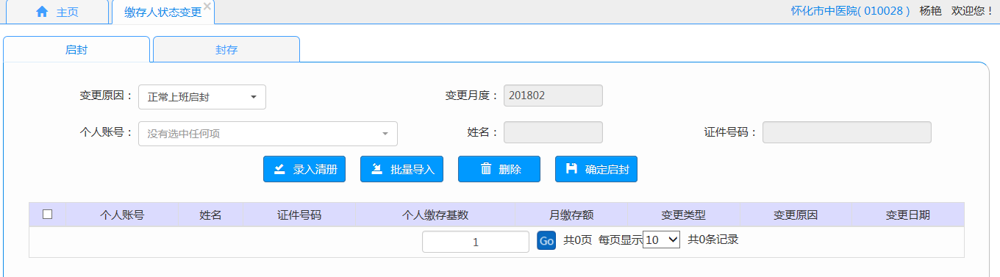 主页 缴存人状态变更 怀化市中医院( 010028 ) 杨艳 欢迎您！
启封 封存
变更原因： 正常上班启封 变更月度： 201802
个人账号： 没有选中任何项 姓名： 证件号码：
录入清册 批量导入 删除 确定启封
个人账号 姓名 证件号码 个人缴存基数 月缴存额 变更类型 变更原因 变更日期
1 Go 共0页 每页显示 10 共0条记录